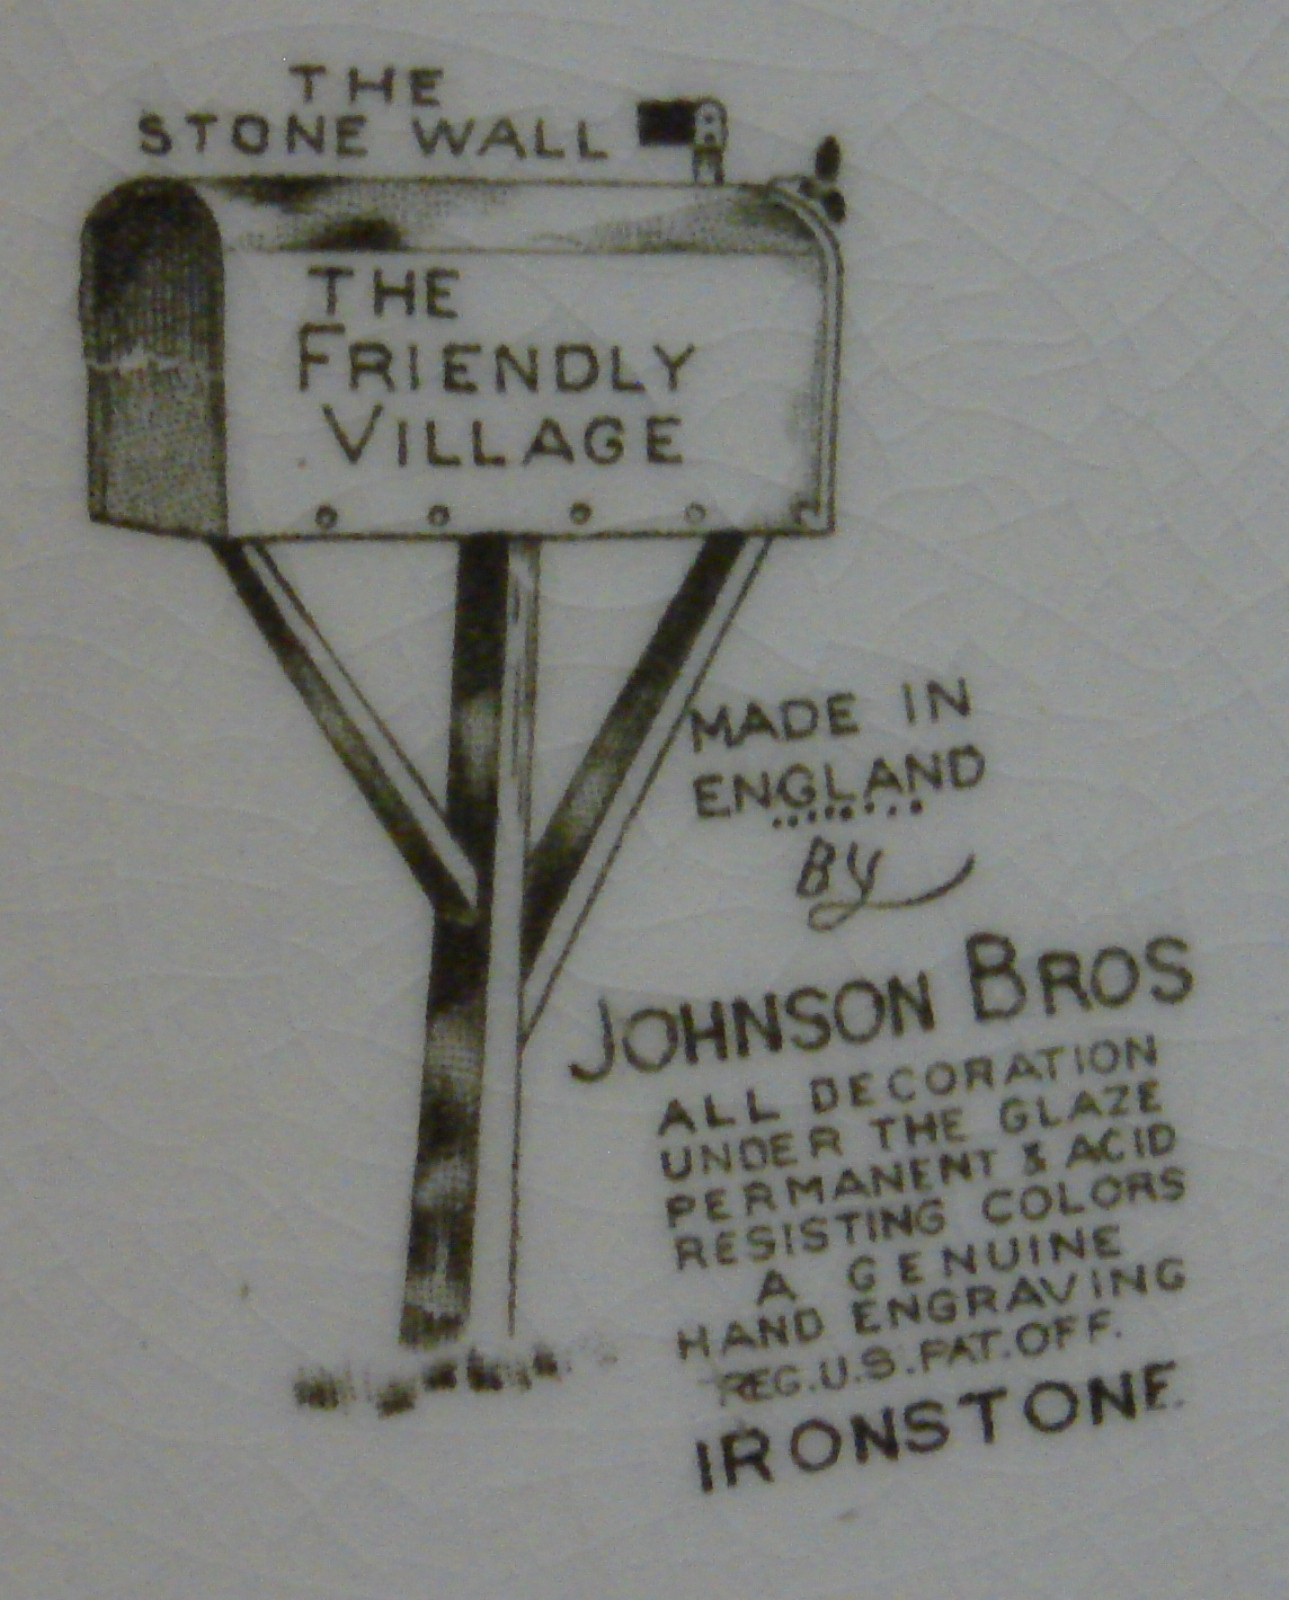 THE
STONE WALL
THE
FRIENDLY
VILLAGE
MADE IN
ENGLAND
By
JOHNSON BROS
ALL DECORATION
UNDER THE GLAZE
PERMANENT & ACID
RESISTING COLORS
A GENUINE
HAND ENGRAVING
REG.U.S.PAT.OFF.
IRONSTONE